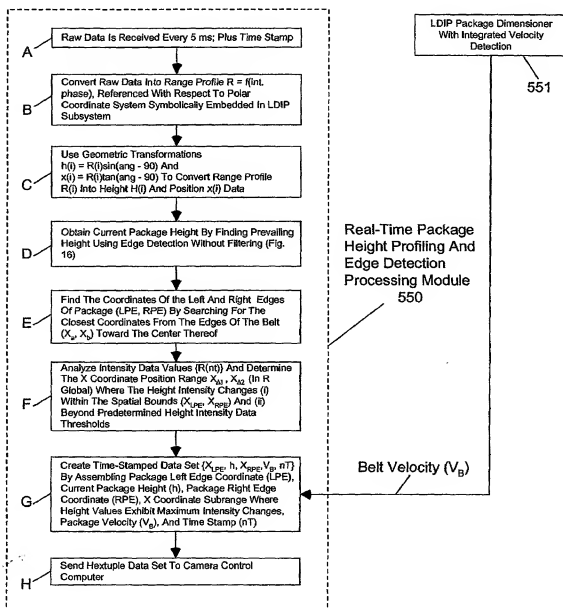 A
Raw Data Is Received Every 5 ms; Plus Time Stamp
B
Convert Raw Data Into Range Profile R = f(int.
phase), Referenced With Respect To Polar
Coordinate System Symbolically Embedded In LDIP
Subsystem
C
Use Geometric Transformations
h(i) = R(i)sin(ang - 90) And
x(i) = R(i)tan(ang - 90) To Convert Range Profile
R(i) Into Height H(i) And Position x(i) Data
D
Obtain Current Package Height By Finding Prevailing
Height Using Edge Detection Without Filtering (Fig.
16)
E
Find The Coordinates Of the Left And Right Edges
Of Package (LPE, RPE) By Searching For The
Closest Coordinates From The Edges Of The Belt
(Xa, Xb) Toward The Center Thereof
F
Analyze Intensity Data Values {R(nt)} And Determine
The X Coordinate Position Range XΔ1, XΔ2 (In R
Global) Where The Height Intensity Changes (i)
Within The Spatial Bounds (XLPE, XRPE) And (ii)
Beyond Predetermined Height Intensity Data
Thresholds
G
Create Time-Stamped Data Set {XLPE, h, XRPE, VB, nT}
By Assembling Package Left Edge Coordinate (LPE),
Current Package Height (h), Package Right Edge
Coordinate (RPE), X Coordinate Subrange Where
Height Values Exhibit Maximum Intensity Changes,
Package Velocity (VB), And Time Stamp (nT)
H
Send Hextuple Data Set To Camera Control
Computer
LDIP Package Dimensioner
With Integrated Velocity
Detection
551
Real-Time Package
Height Profiling And
Edge Detection
Processing Module
550
Belt Velocity (VB)